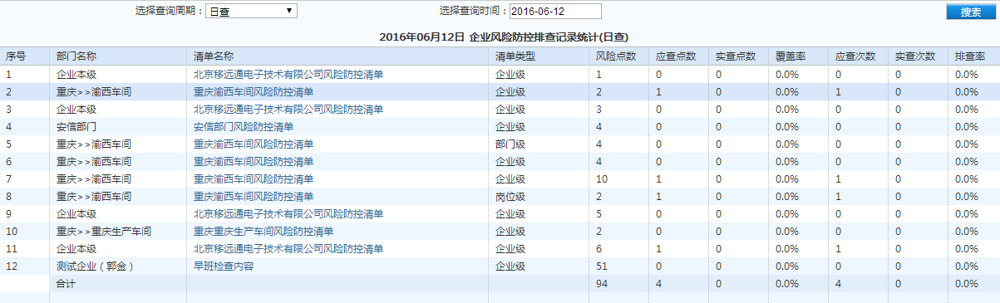 选择查询周期： 日查 选择查询时间： 2016-06-12 搜索
2016年06月12日 企业风险防控排查记录统计(日查)
序号 部门名称 清单名称 清单类型 风险点数 应查点数 实查点数 覆盖率 应查次数 实查次数 排查率
1 企业本级 北京移远通电子技术有限公司风险防控清单 企业级 1 0 0 0.0% 0 0 0.0%
2 重庆>>渝西车间 重庆渝西车间风险防控清单 企业级 2 1 0 0.0% 1 0 0.0%
3 企业本级 北京移远通电子技术有限公司风险防控清单 企业级 3 0 0 0.0% 0 0 0.0%
4 安信部门 安信部门风险防控清单 企业级 4 0 0 0.0% 0 0 0.0%
5 重庆>>渝西车间 重庆渝西车间风险防控清单 部门级 4 0 0 0.0% 0 0 0.0%
6 重庆>>渝西车间 重庆渝西车间风险防控清单 企业级 4 0 0 0.0% 0 0 0.0%
7 重庆>>渝西车间 重庆渝西车间风险防控清单 企业级 10 1 0 0.0% 1 0 0.0%
8 重庆>>渝西车间 重庆渝西车间风险防控清单 岗位级 2 1 0 0.0% 1 0 0.0%
9 企业本级 北京移远通电子技术有限公司风险防控清单 企业级 5 0 0 0.0% 0 0 0.0%
10 重庆>>重庆生产车间 重庆重庆生产车间风险防控清单 企业级 2 0 0 0.0% 0 0 0.0%
11 企业本级 北京移远通电子技术有限公司风险防控清单 企业级 6 1 0 0.0% 1 0 0.0%
12 测试企业（郭金） 早班检查内容 企业级 51 0 0 0.0% 0 0 0.0%
合计 94 4 0 0.0% 4 0 0.0%